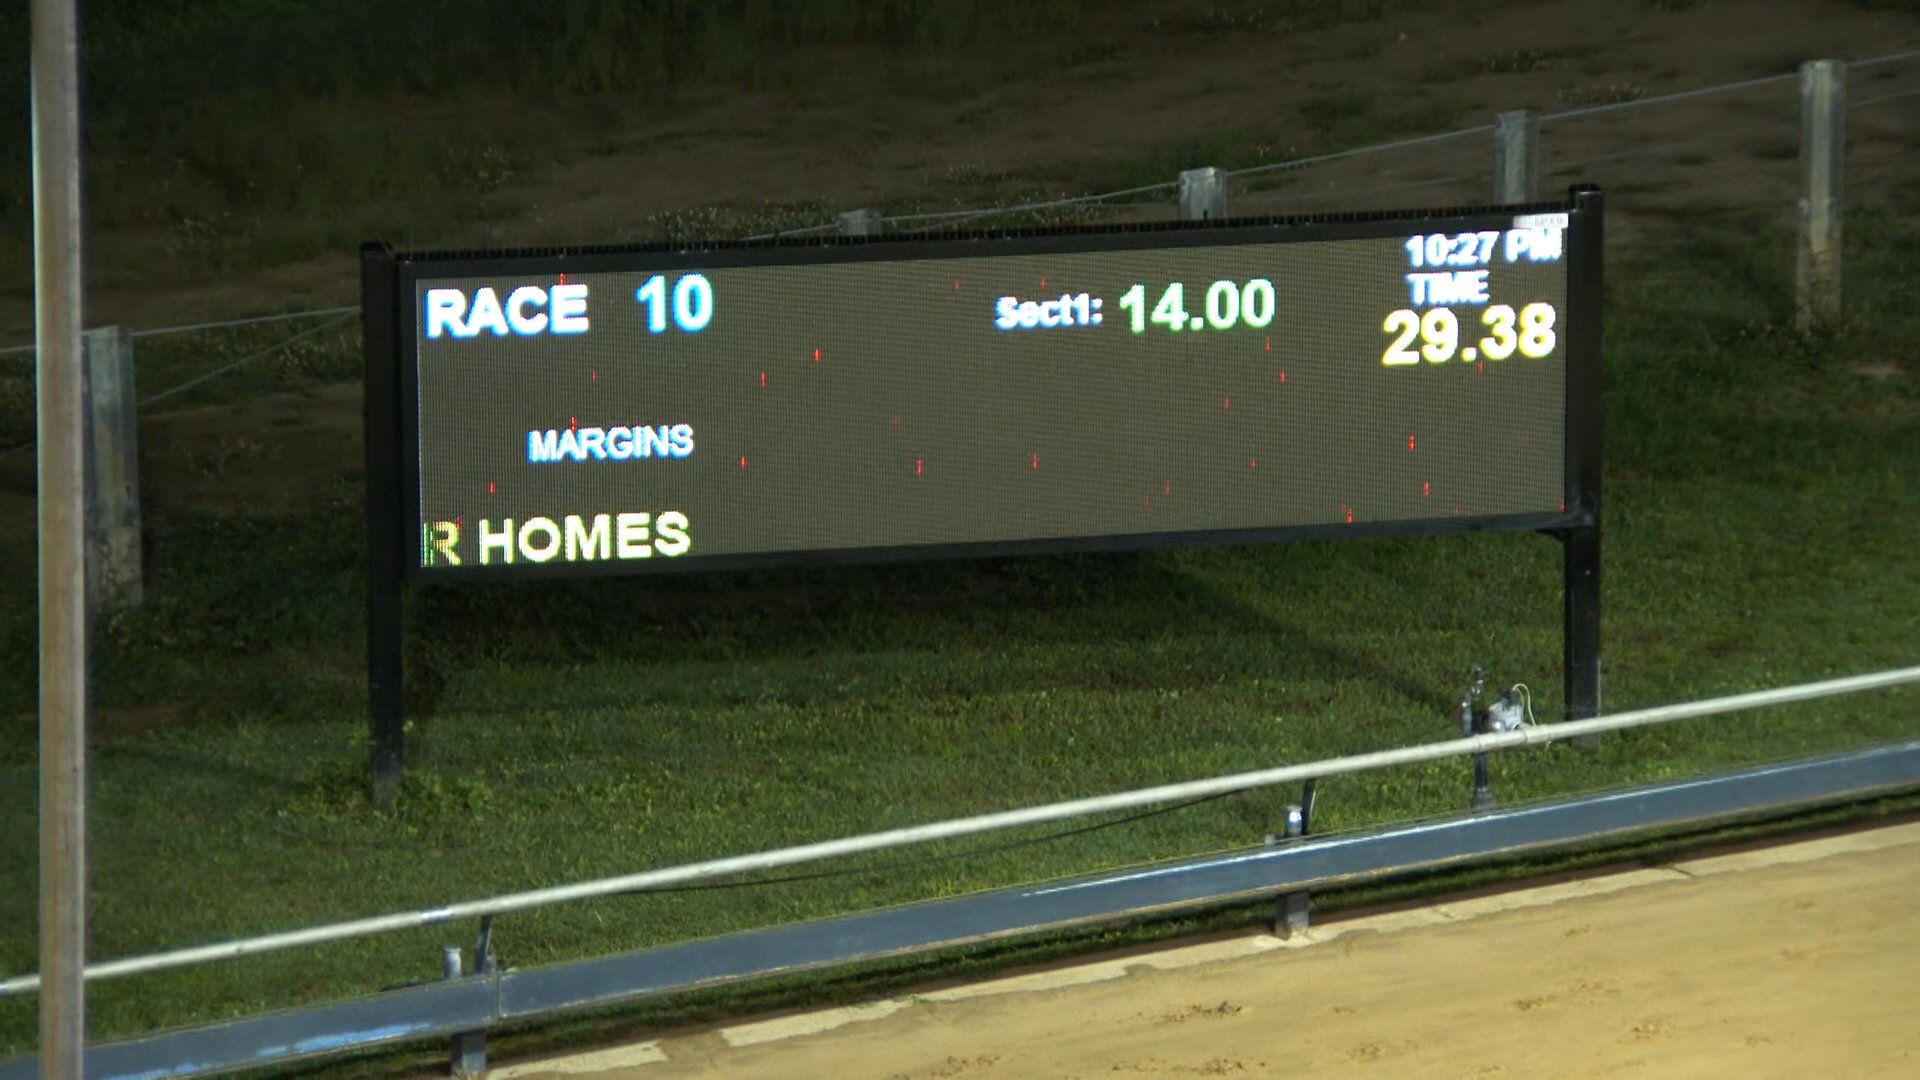 10:27 PM
RACE 10 Sect1: 14.00 TIME
29.38
MARGINS
R HOMES